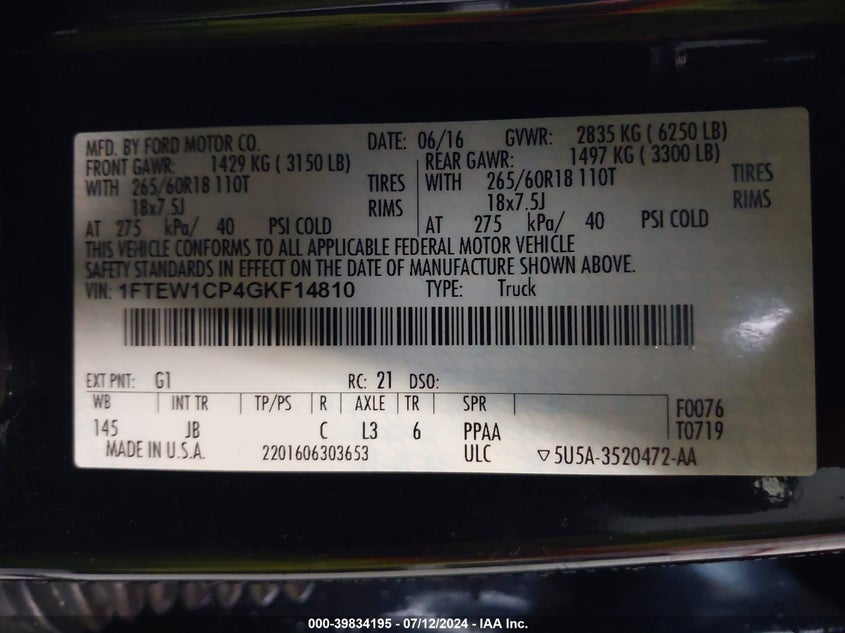 MFD. BY FORD MOTOR CO. DATE: 06/16 GVWR: 2835 KG ( 6250 LB)
FRONT GAWR: 1429 KG ( 3150 LB) REAR GAWR: 1497 KG ( 3300 LB)
WITH 265/60R18 110T TIRES WITH 265/60R18 110T TIRES
18x7.5J RIMS 18x7.5J RIMS
AT 275 kPa/ 40 PSI COLD AT 275 kPa/ 40 PSI COLD
THIS VEHICLE CONFORMS TO ALL APPLICABLE FEDERAL MOTOR VEHICLE
SAFETY STANDARDS IN EFFECT ON THE DATE OF MANUFACTURE SHOWN ABOVE.
VIN: 1FTEW1CP4GKF14810 TYPE: Truck
EXT PNT: G1 RC: 21 DSO:
WB INT TR TP/PS R AXLE TR SPR F0076
145 JB C L3 6 PPAA T0719
MADE IN U.S.A. 2201606303653 ULC ▽5U5A-3520472-AA
000-39834195 - 07/12/2024 - IAA Inc.